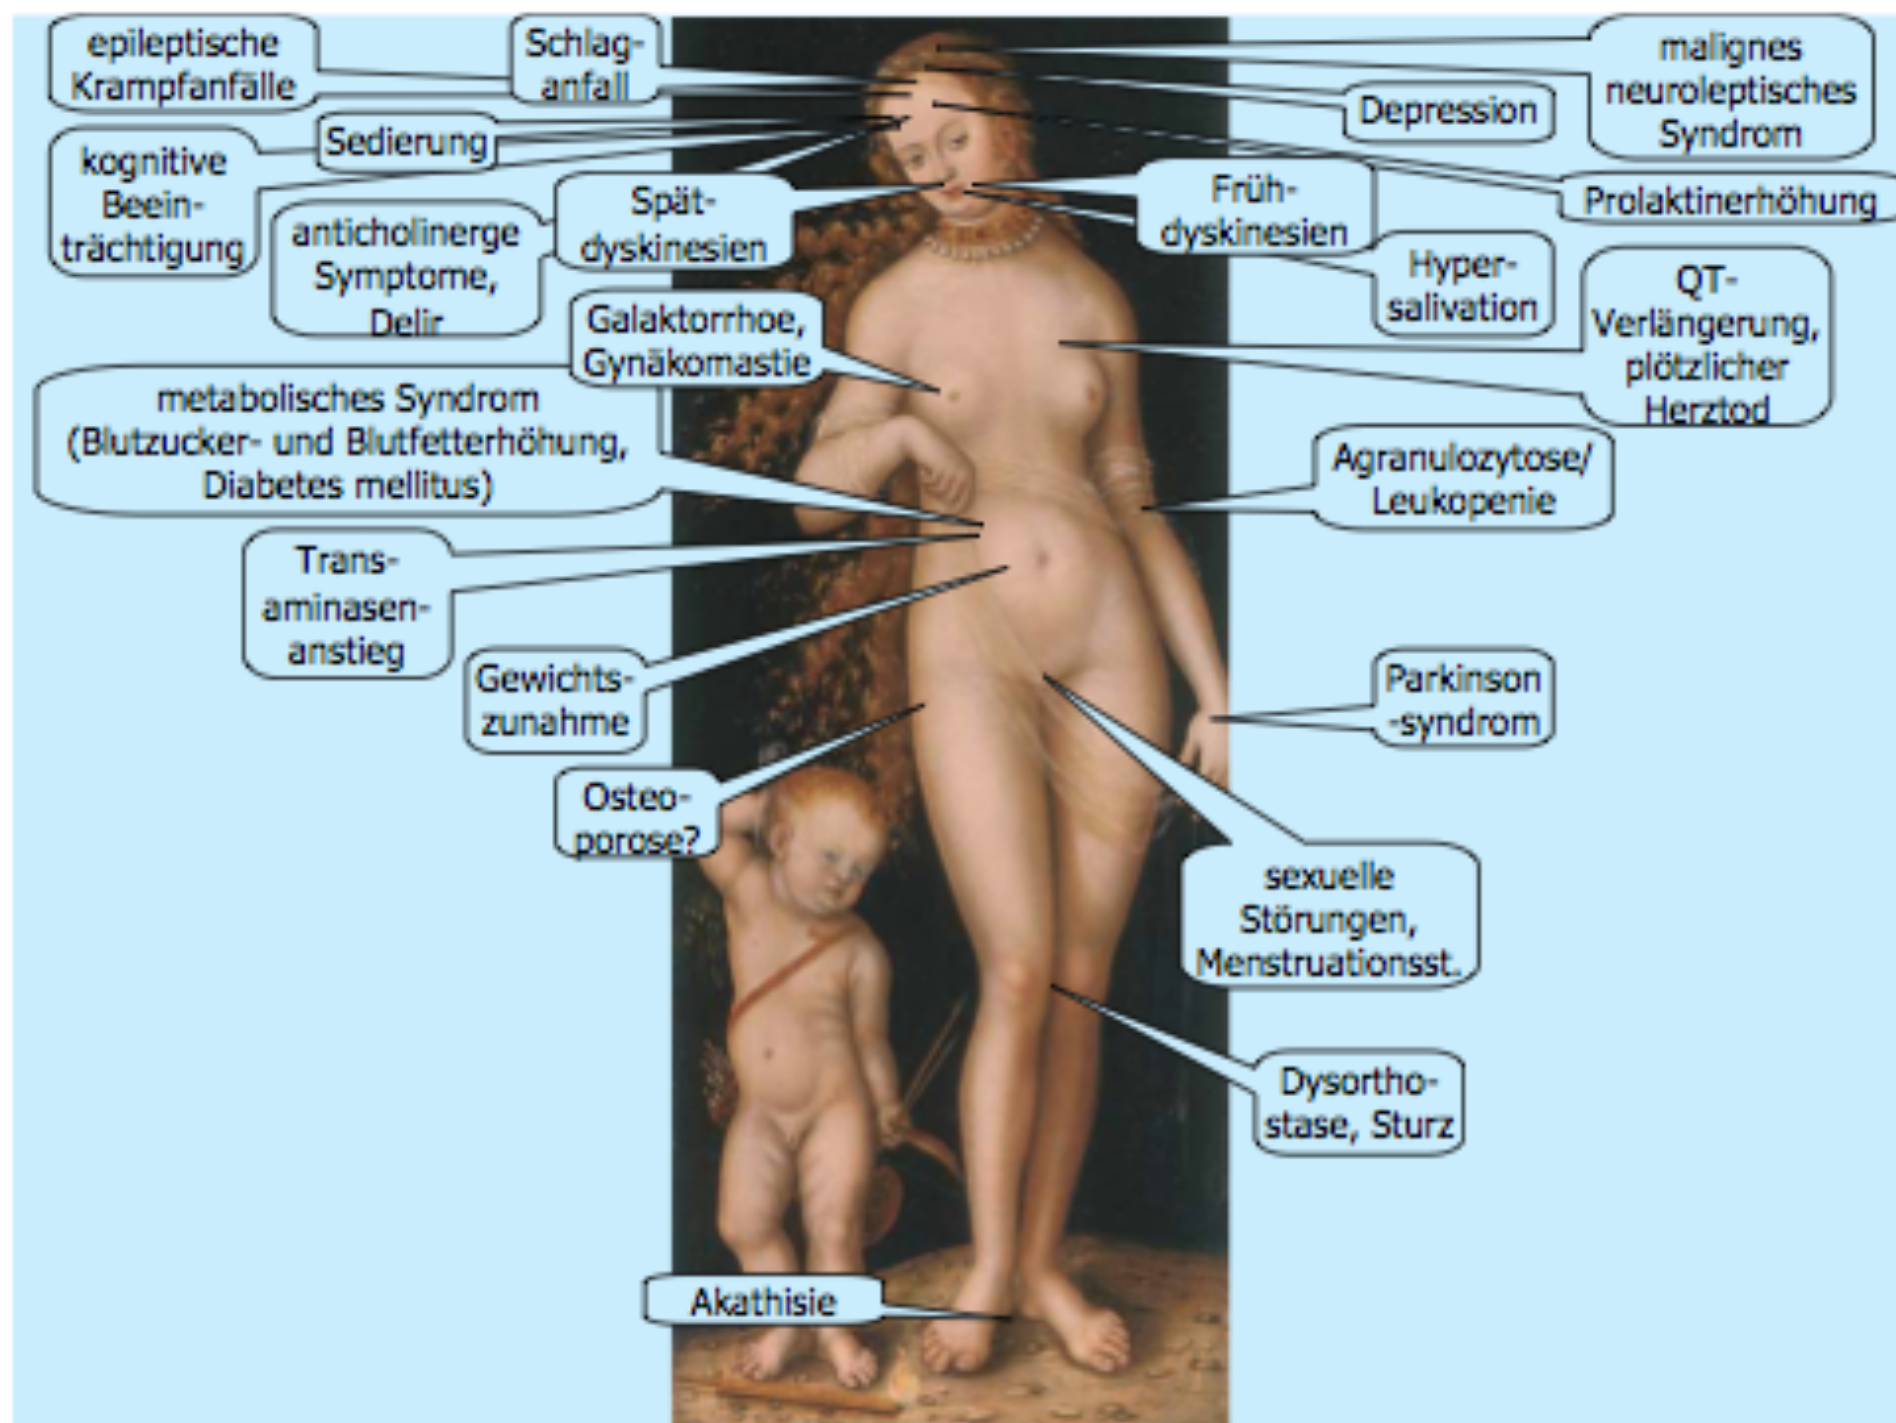 epileptische
Krampfanfälle
Schlag-
anfall
malignes
neuroleptisches
Syndrom
Depression
Sedierung
kognitive
Beein-
trächtigung
Spät-
dyskinesien
Früh-
dyskinesien
Prolaktinerhöhung
anticholinerge
Symptome,
Delir
Hyper-
salivation
QT-
Verlängerung,
plötzlicher
Herztod
Galaktorrhoe,
Gynäkomastie
metabolisches Syndrom
(Blutzucker- und Blutfetterhöhung,
Diabetes mellitus)
Agranulozytose/
Leukopenie
Trans-
aminasen-
anstieg
Gewichts-
zunahme
Parkinson
-syndrom
Osteo-
porose?
sexuelle
Störungen,
Menstruationsst.
Dysortho-
stase, Sturz
Akathisie